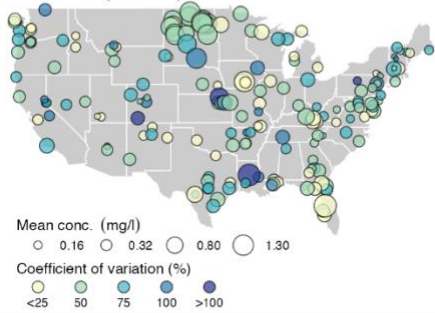 Mean conc. (mg/l)
0.16 0.32 0.80 1.30
Coefficient of variation (%)
<25 50 75 100 >100